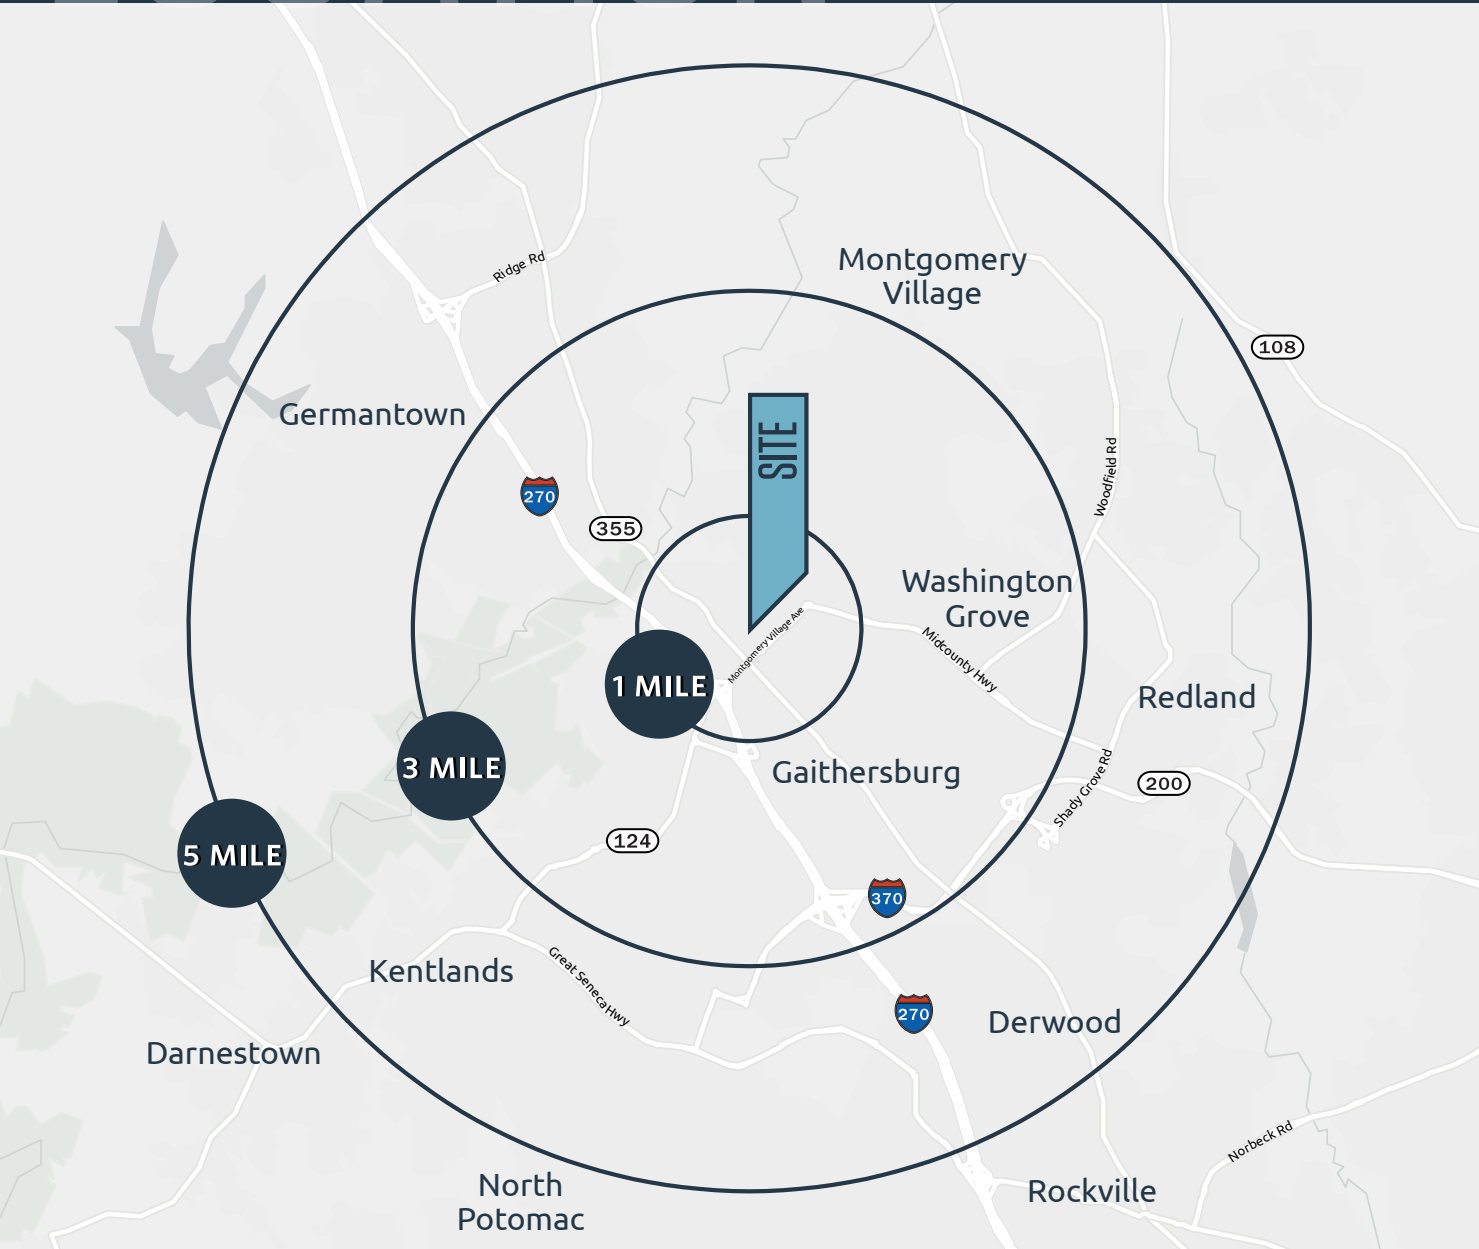 Ridge Rd
Montgomery
Village
108
Germantown
SITE
Woodfield Rd
270
355
Washington
Grove
Montgomery Village Ave
Midcounty Hwy
1 MILE
Redland
3 MILE
Gaithersburg
Shady Grove Rd
200
124
5 MILE
370
Kentlands
Great Seneca Hwy
270
Derwood
Darnestown
Norbeck Rd
North
Potomac
Rockville